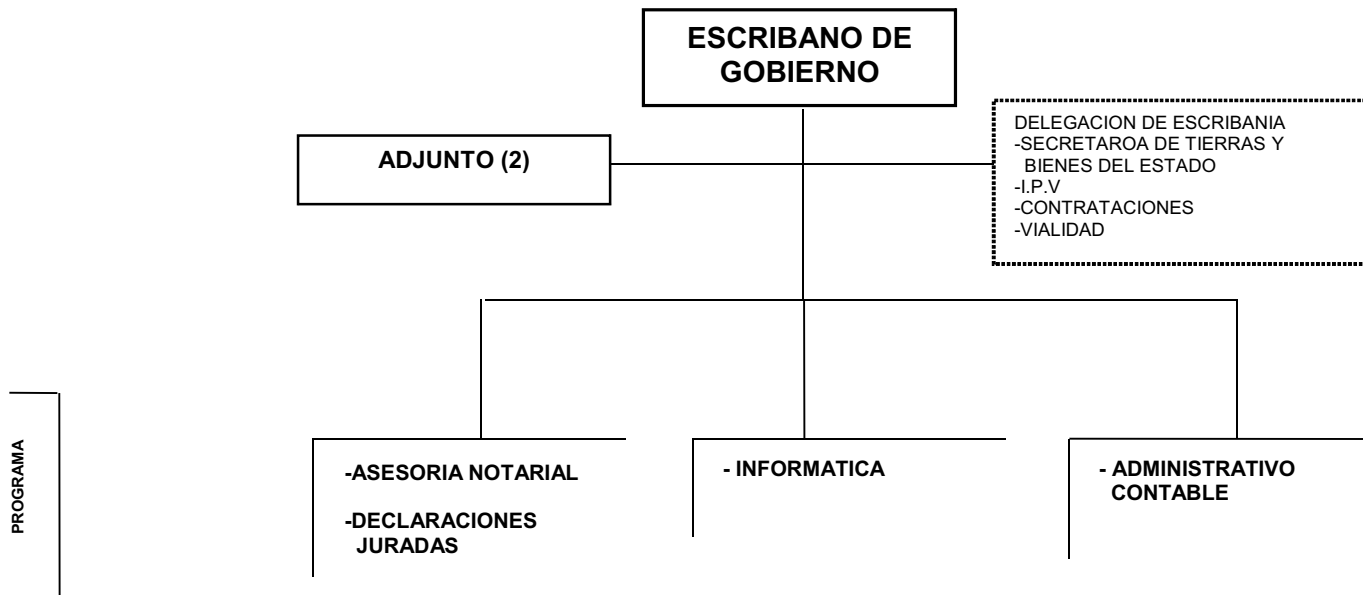 ESCRIBANO DE
GOBIERNO
ADJUNTO (2)
DELEGACION DE ESCRIBANIA
-SECRETAROA DE TIERRAS Y
BIENES DEL ESTADO
-I.P.V
-CONTRATACIONES
-VIALIDAD
PROGRAMA
-ASESORIA NOTARIAL
-DECLARACIONES
JURADAS
- INFORMATICA
- ADMINISTRATIVO
CONTABLE